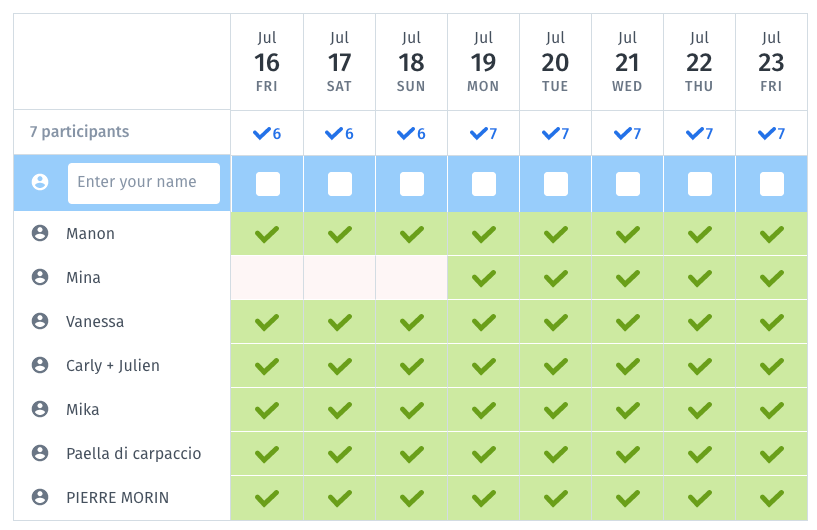 Jul Jul Jul Jul Jul Jul Jul Jul
16 17 18 19 20 21 22 23
FRI SAT SUN MON TUE WED THU FRI
7 participants 6 6 6 7 7 7 7 7
Enter your name
Manon
Mina
Vanessa
Carly + Julien
Mika
Paella di carpaccio
PIERRE MORIN